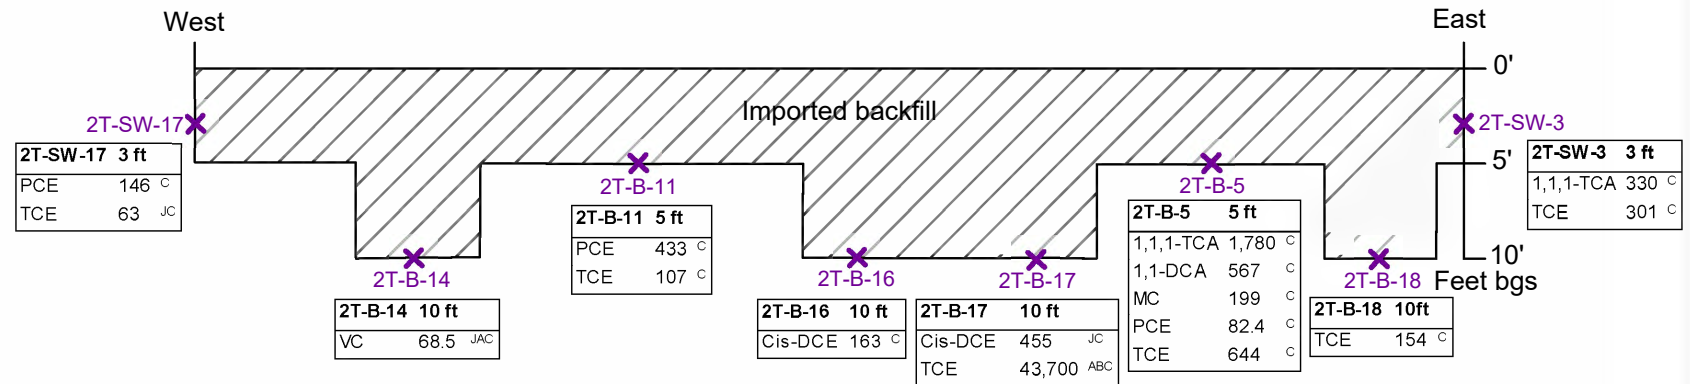 West
East
0'
Imported backfill
2T-SW-17
2T-SW-3
2T-SW-17 3 ft
PCE 146 C
TCE 63 JC
5'
2T-SW-3 3 ft
1,1,1-TCA 330 C
TCE 301 C
2T-B-11
2T-B-11 5 ft
PCE 433 C
TCE 107 C
2T-B-5
2T-B-5 5 ft
1,1,1-TCA 1,780 C
1,1-DCA 567 C
MC 199 C
PCE 82.4 C
TCE 644 C
10'
Feet bgs
2T-B-14
2T-B-14 10 ft
VC 68.5 JAC
2T-B-16
2T-B-16 10 ft
Cis-DCE 163 C
2T-B-17
2T-B-17 10 ft
Cis-DCE 455 JC
TCE 43,700 ABC
2T-B-18
2T-B-18 10ft
TCE 154 C